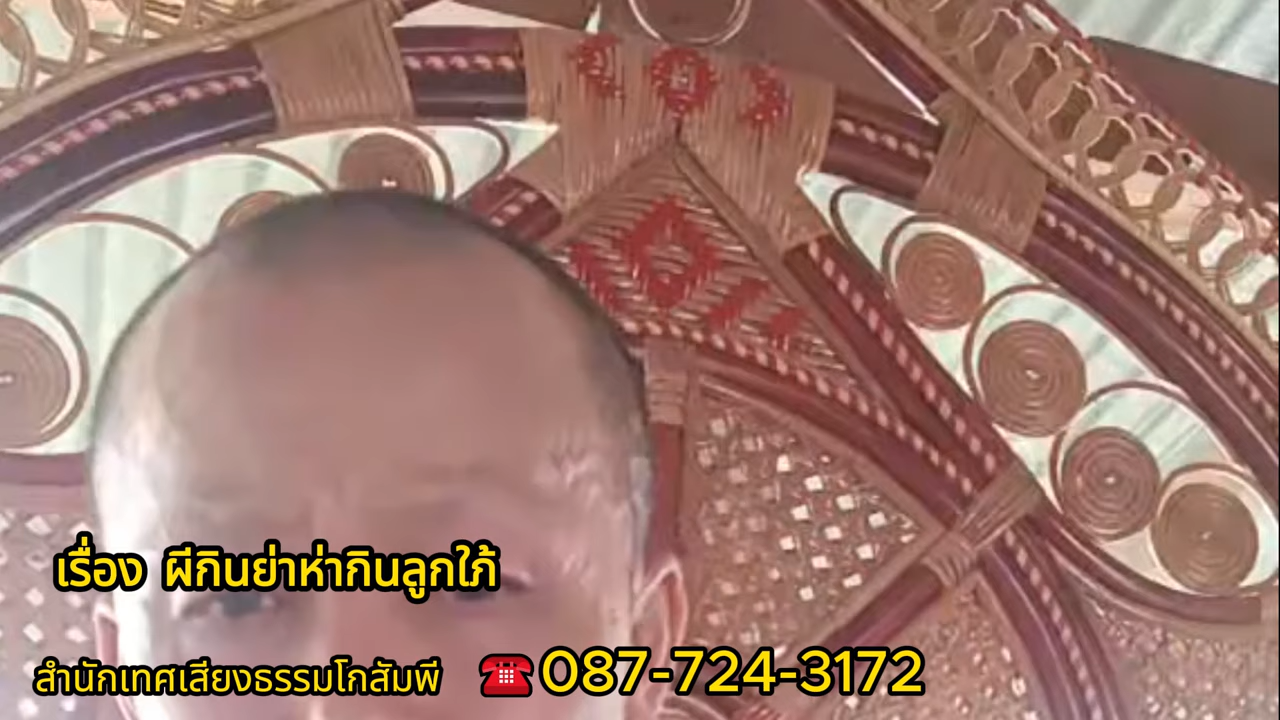 เรื่อง ผีกินย่าห่ากินลูกใภ้
สำนักเทศเสียงธรรมโกสัมพี ☎️087-724-3172